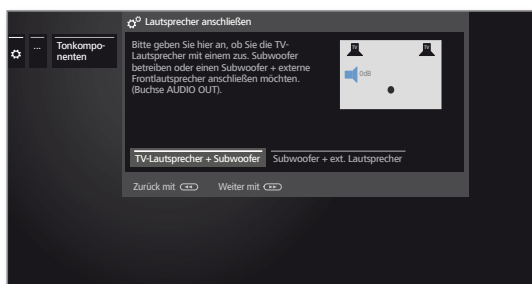 Lautsprecher anschließen
...
Tonkompo-
nenten
Bitte geben Sie hier an, ob Sie die TV-
Lautsprecher mit einem zus. Subwoofer
betreiben oder einen Subwoofer + externe
Frontlautsprecher anschließen möchten.
(Buchse AUDIO OUT).
TV TV
0dB
TV-Lautsprecher + Subwoofer Subwoofer + ext. Lautsprecher
Zurück mit Weiter mit